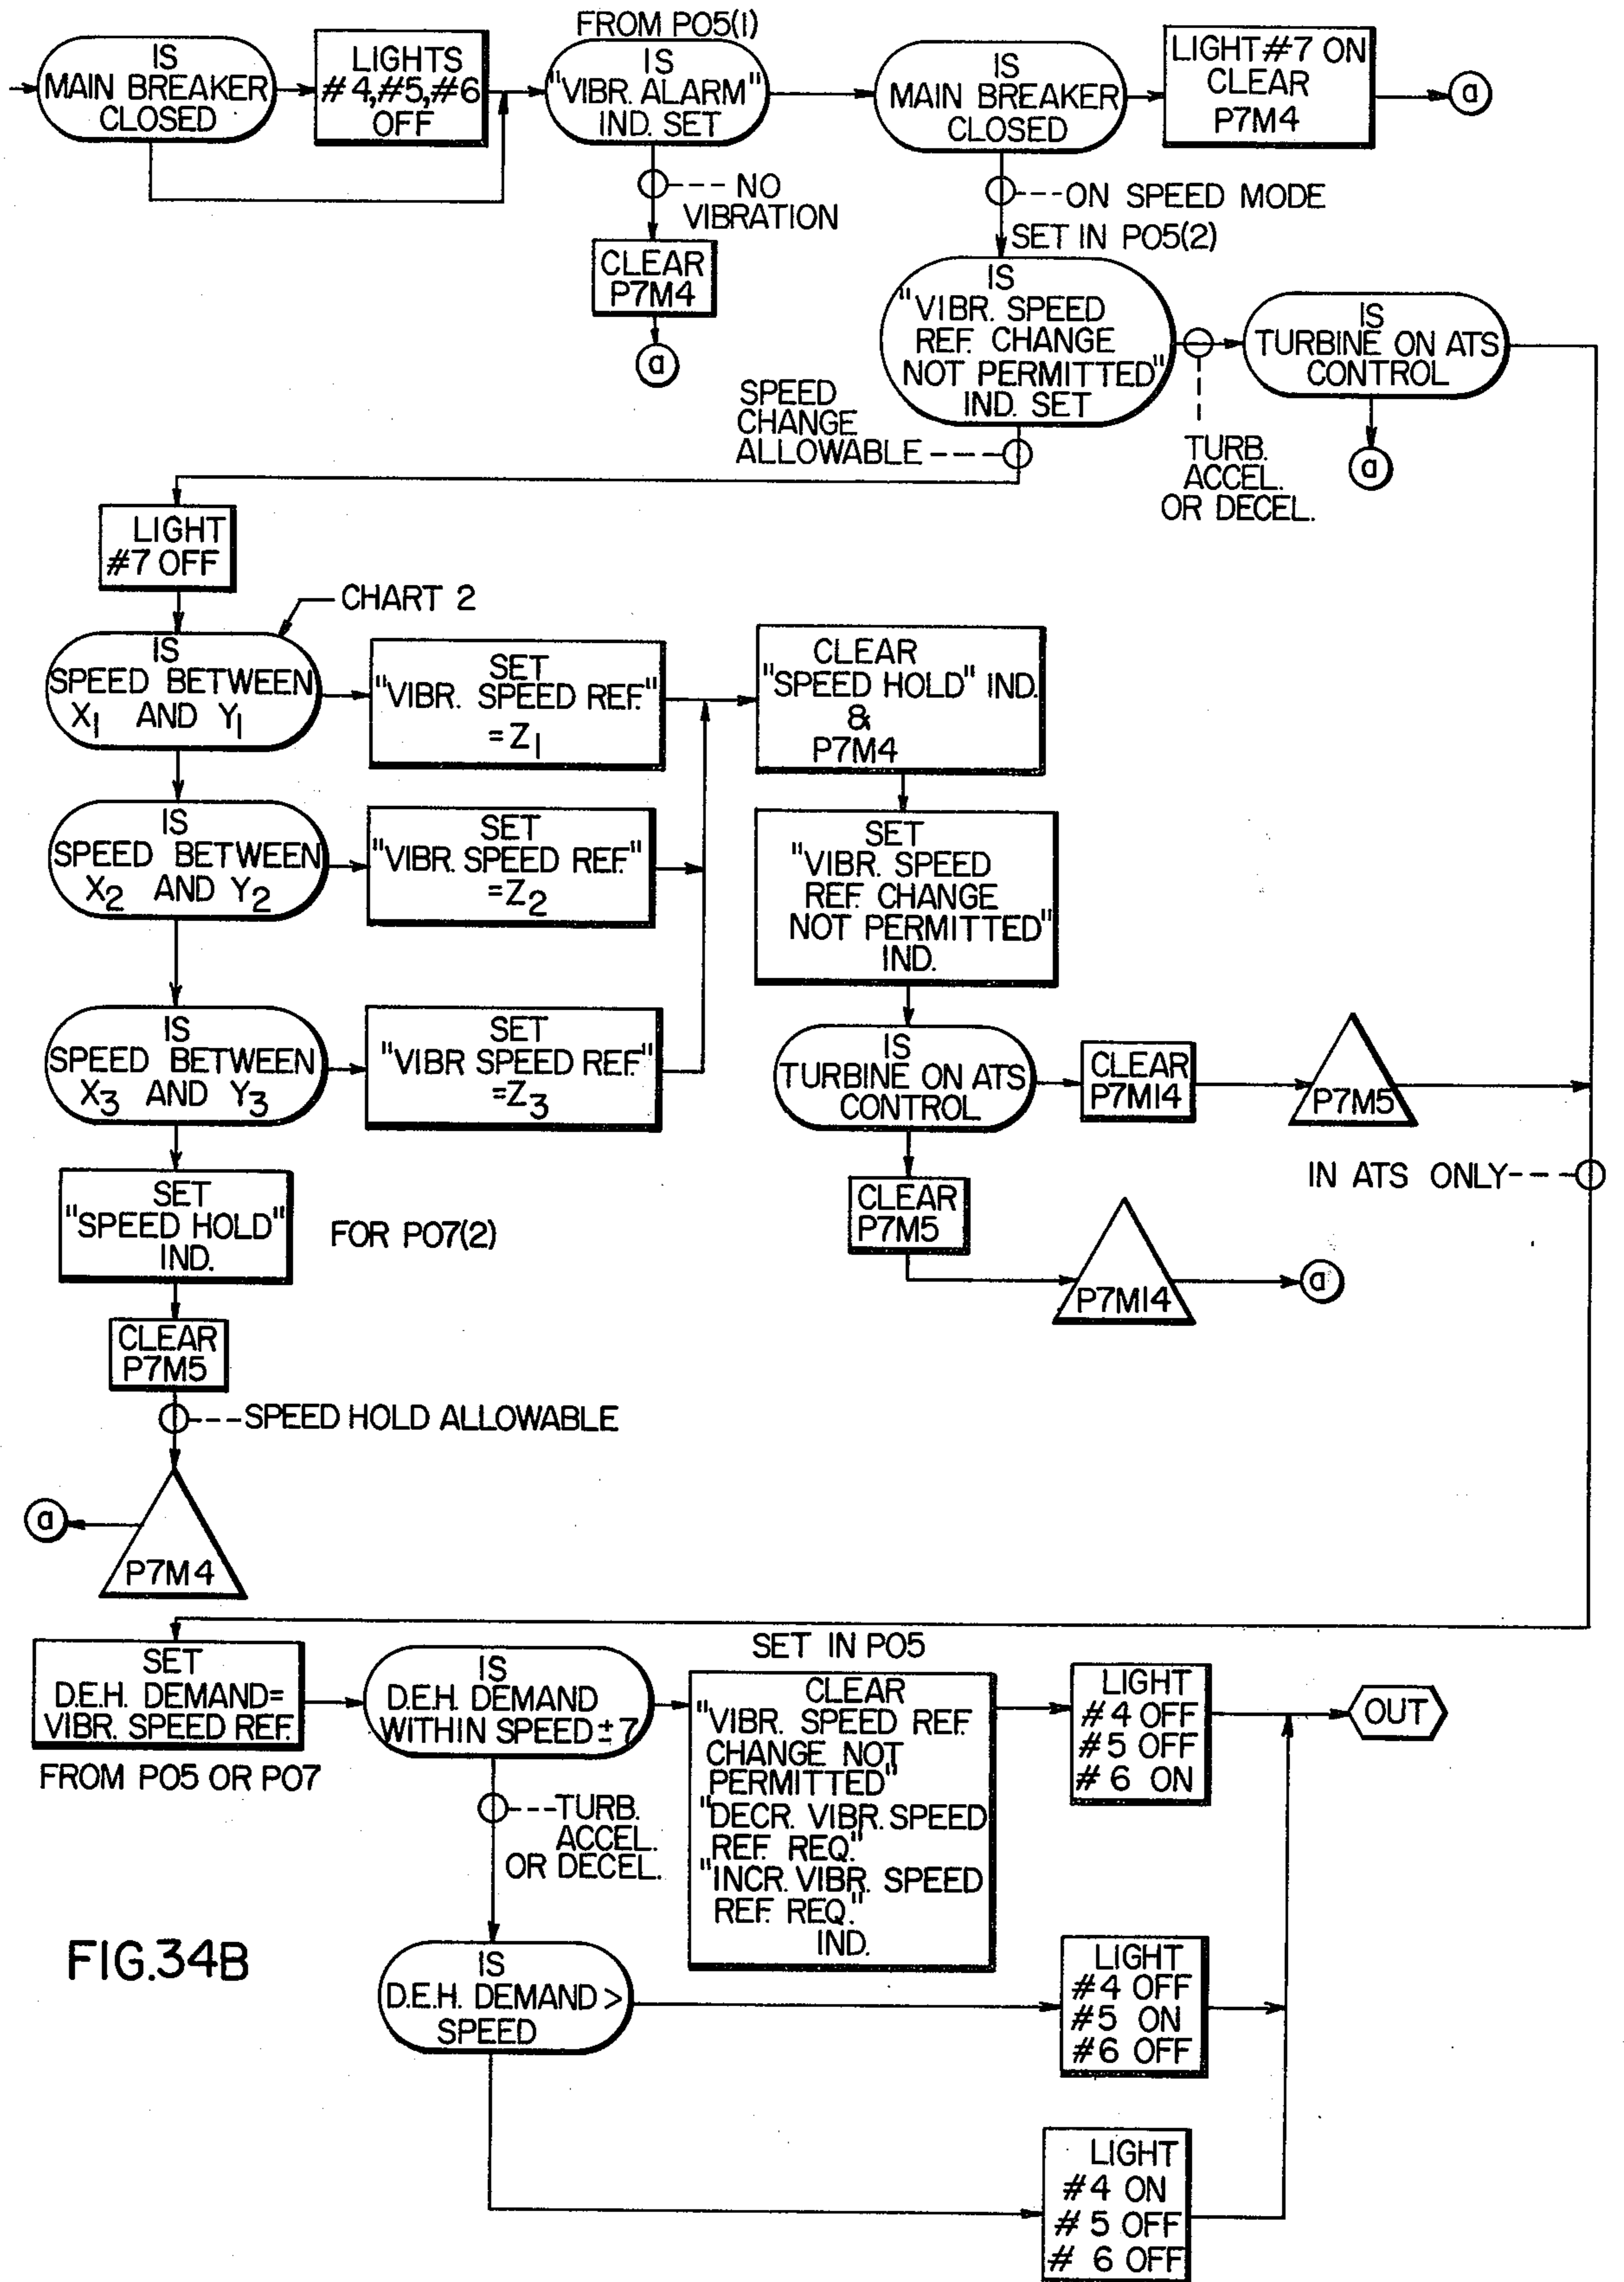 FROM PO5(1)
IS
MAIN BREAKER
CLOSED
LIGHTS
#4,#5,#6
OFF
IS
"VIBR. ALARM"
IND. SET
IS
MAIN BREAKER
CLOSED
LIGHT #7 ON
CLEAR
P7M4
a
NO
VIBRATION
CLEAR
P7M4
a
ON SPEED MODE
SET IN PO5(2)
IS
"VIBR. SPEED
REF. CHANGE
NOT PERMITTED"
IND. SET
IS
TURBINE ON ATS
CONTROL
a
TURB.
ACCEL.
OR DECEL.
SPEED
CHANGE
ALLOWABLE
LIGHT
#7 OFF
CHART 2
IS
SPEED BETWEEN
X1 AND Y1
SET
"VIBR. SPEED REF."
=Z1
CLEAR
"SPEED HOLD" IND.
&
P7M4
IS
SPEED BETWEEN
X2 AND Y2
SET
"VIBR. SPEED REF."
=Z2
SET
"VIBR. SPEED
REF. CHANGE
NOT PERMITTED"
IND.
IS
SPEED BETWEEN
X3 AND Y3
SET
"VIBR SPEED REF."
=Z3
IS
TURBINE ON ATS
CONTROL
CLEAR
P7M14
P7M5
IN ATS ONLY
SET
"SPEED HOLD"
IND.
FOR PO7(2)
CLEAR
P7M5
P7M14
a
CLEAR
P7M5
SPEED HOLD ALLOWABLE
a
P7M4
SET
D.E.H. DEMAND=
VIBR. SPEED REF.
FROM PO5 OR PO7
IS
D.E.H. DEMAND
WITHIN SPEED ±7
SET IN PO5
CLEAR
"VIBR. SPEED REF.
CHANGE NOT
PERMITTED"
"DECR. VIBR. SPEED
REF. REQ."
"INCR. VIBR. SPEED
REF. REQ."
IND.
LIGHT
#4 OFF
#5 OFF
#6 ON
OUT
TURB.
ACCEL.
OR DECEL.
IS
D.E.H. DEMAND >
SPEED
LIGHT
#4 OFF
#5 ON
#6 OFF
LIGHT
#4 ON
#5 OFF
#6 OFF
FIG.34B